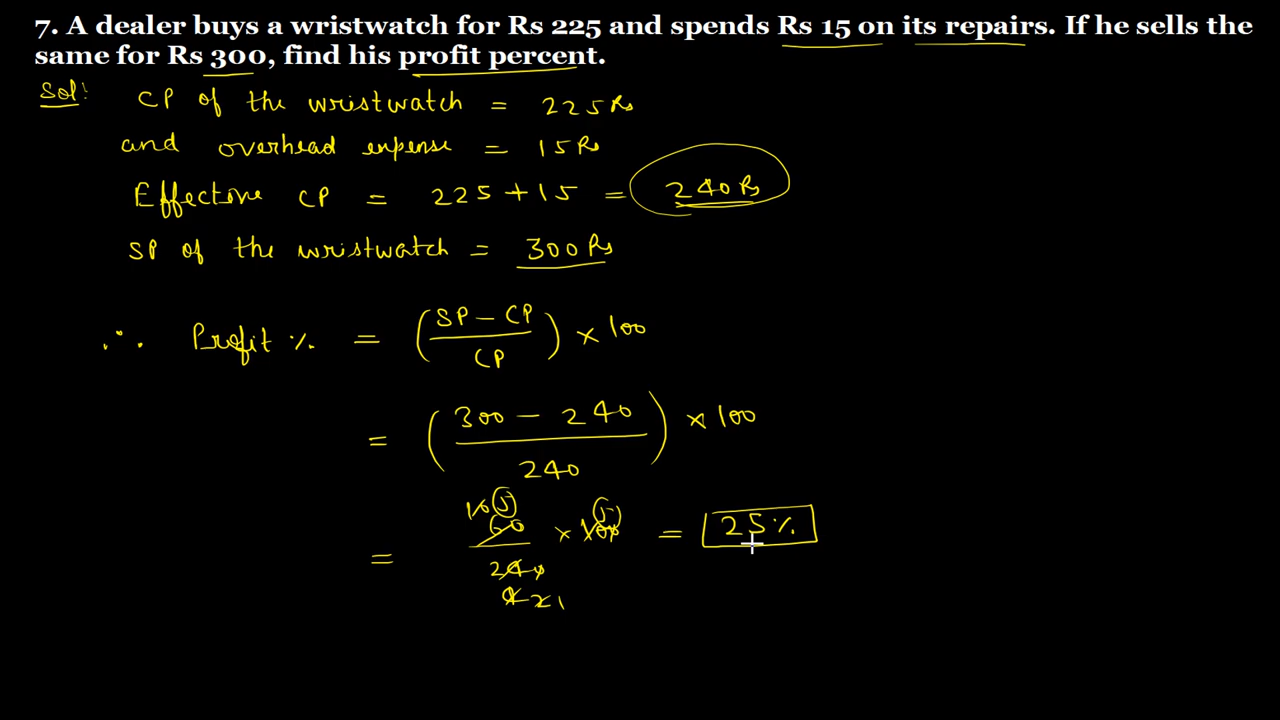 7. A dealer buys a wristwatch for Rs 225 and spends Rs 15 on its repairs. If he sells the
same for Rs 300, find his profit percent.
Sol:
CP of the wristwatch = 225 Rs
and overhead expense = 15 Rs
Effective CP = 225 + 15 = 240 Rs
SP of the wristwatch = 300 Rs
∴ Profit % = (SP - CP / CP) × 100
= (300 - 240 / 240) × 100
= 60 / 240 × 100 = 25 %